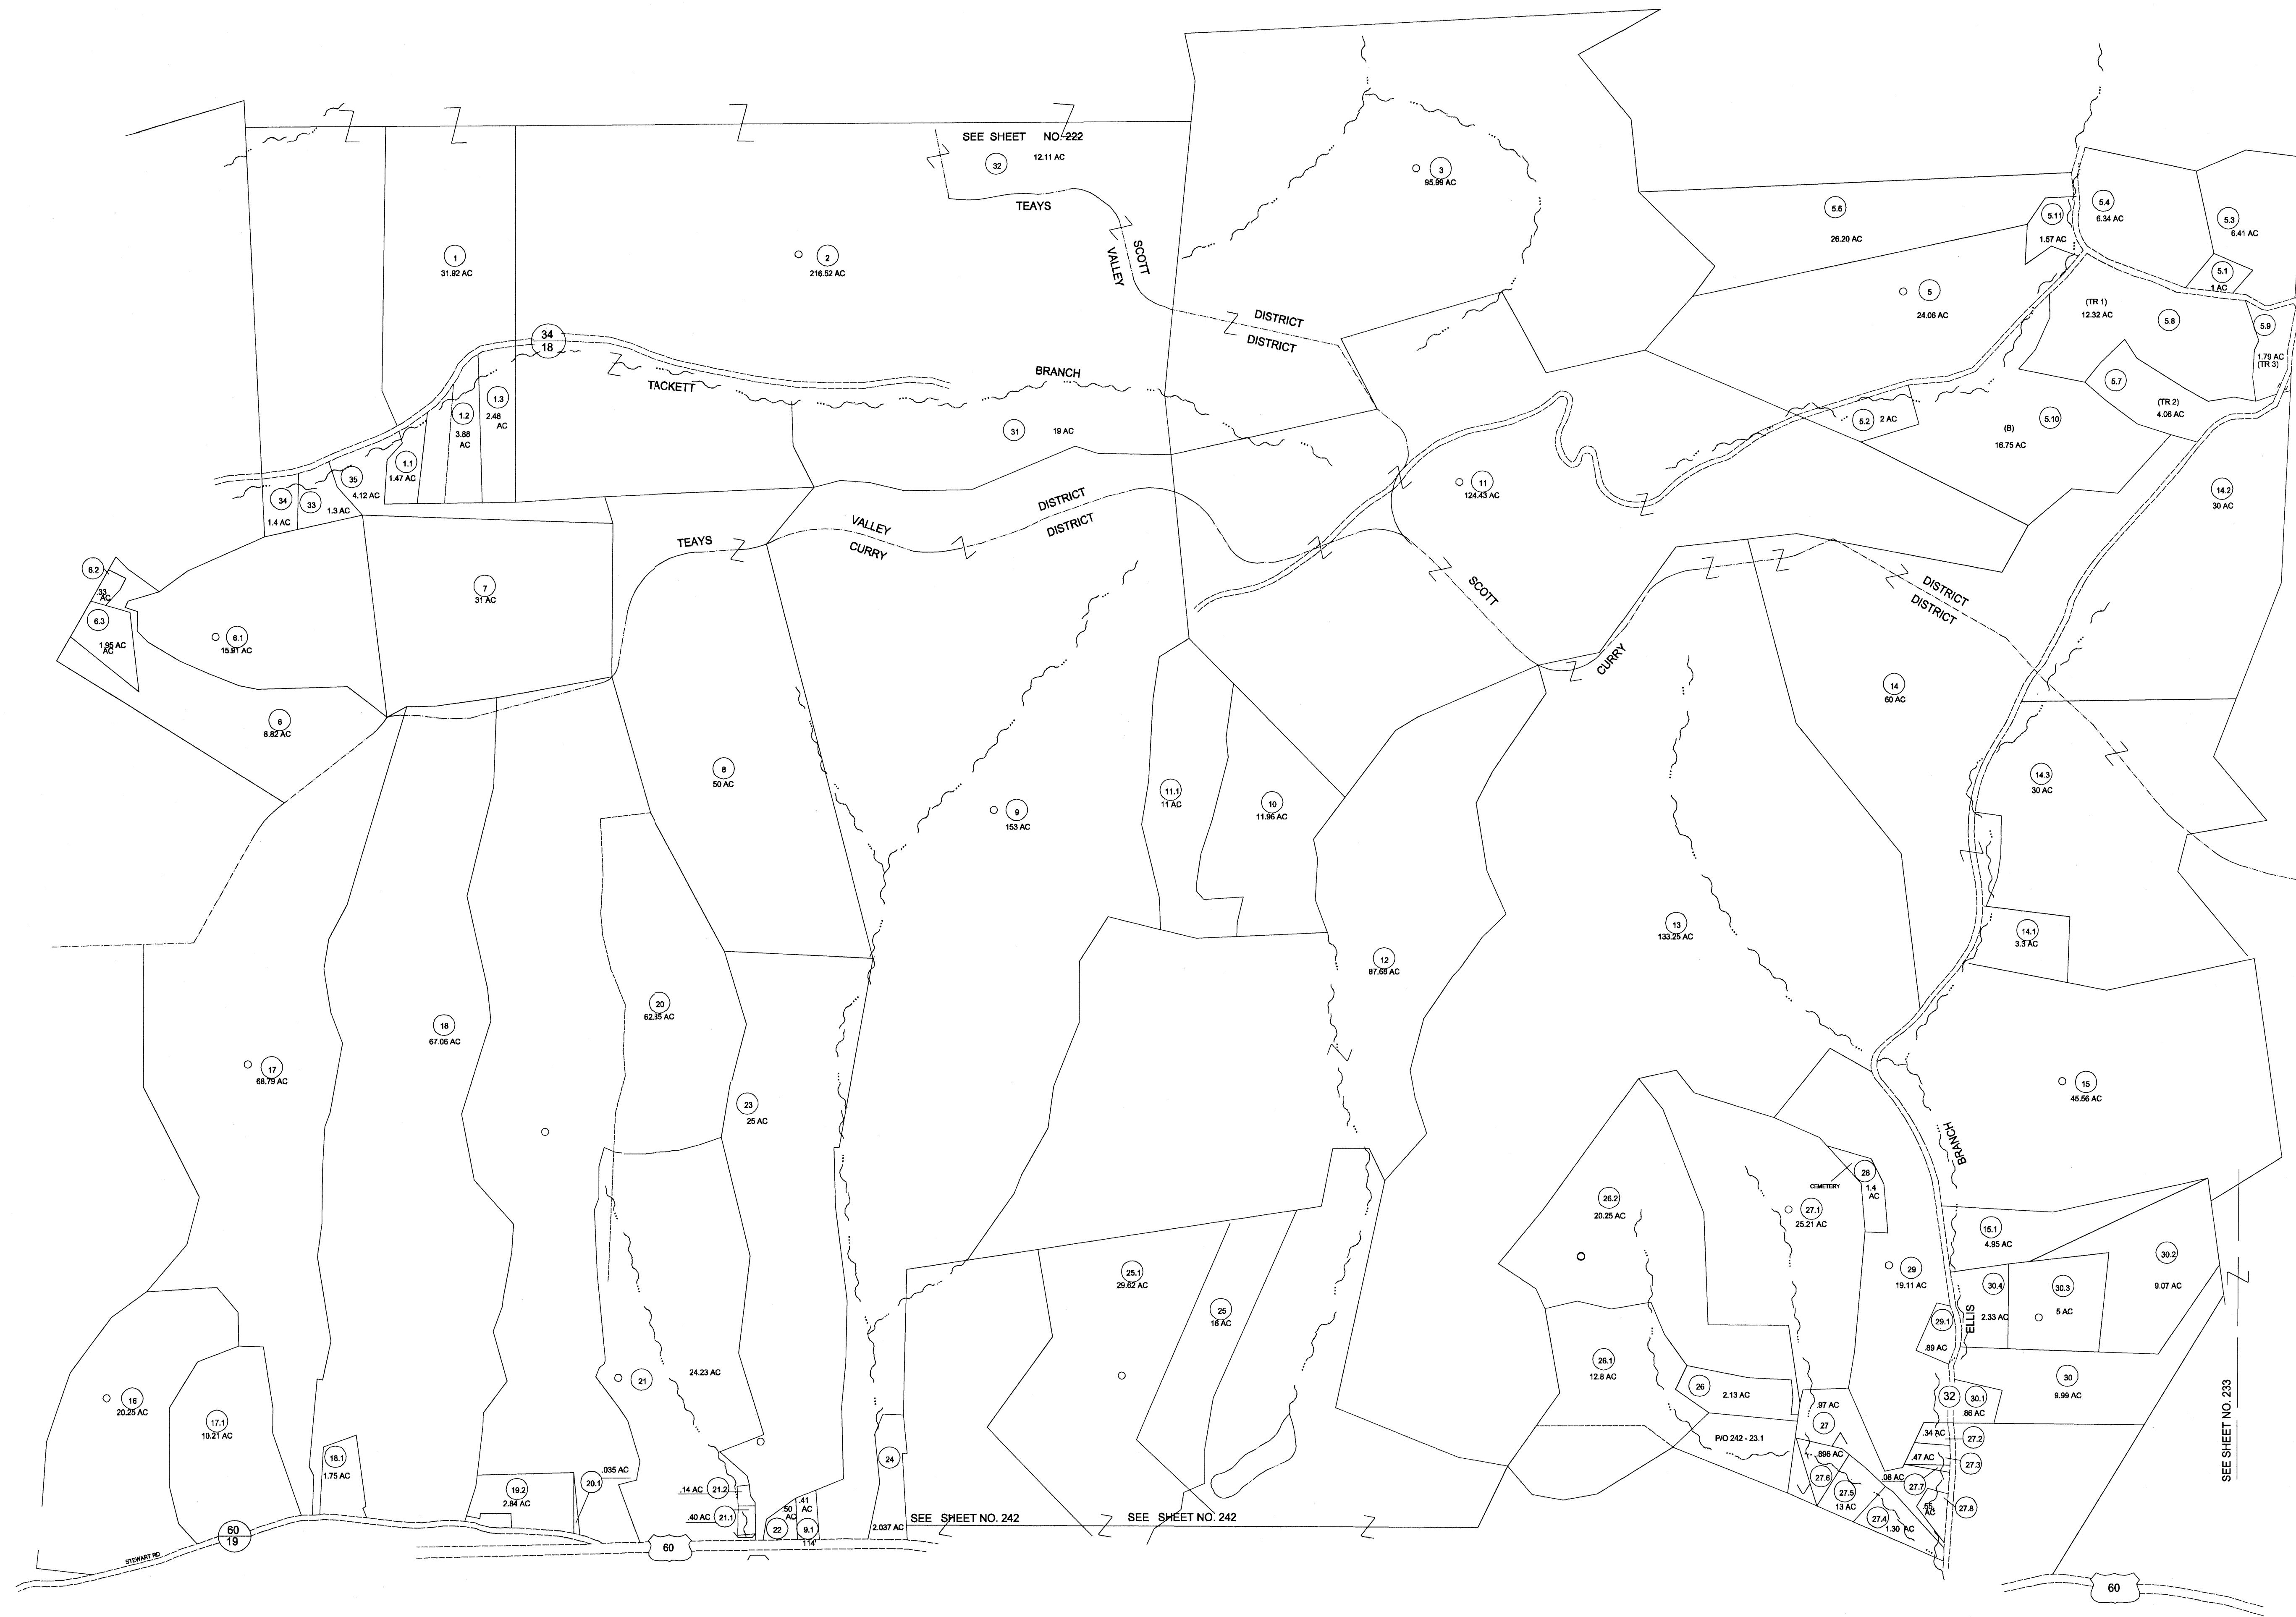 SEE SHEET NO. 222
32
12.11 AC
TEAYS
VALLEY
SCOTT
DISTRICT
DISTRICT
3
95.99 AC
1
31.92 AC
2
216.52 AC
5.6
26.20 AC
5.11
1.57 AC
5.4
6.34 AC
5.3
6.41 AC
5.1
1 AC
5
24.06 AC
(TR 1)
12.32 AC
5.8
5.9
1.79 AC
(TR 3)
5.7
(TR 2)
4.06 AC
5.10
(B)
16.75 AC
5.2
2 AC
34
18
TACKETT
BRANCH
1.3
2.48
AC
1.2
3.88
AC
1.1
1.47 AC
35
4.12 AC
34
1.4 AC
33
1.3 AC
31
19 AC
11
124.43 AC
14.2
30 AC
TEAYS
VALLEY
CURRY
DISTRICT
DISTRICT
SCOTT
CURRY
DISTRICT
DISTRICT
6.2
.33
AC
6.3
1.95 AC
AC
6.1
15.91 AC
7
31 AC
6
8.82 AC
8
50 AC
9
153 AC
11.1
11 AC
10
11.96 AC
14
60 AC
14.3
30 AC
13
133.25 AC
14.1
3.3 AC
12
87.68 AC
20
62.85 AC
18
67.06 AC
17
68.79 AC
23
25 AC
15
45.56 AC
BRANCH
CEMETERY
28
1.4
AC
26.2
20.25 AC
27.1
25.21 AC
15.1
4.95 AC
29
19.11 AC
30.2
9.07 AC
30.4
2.33 AC
30.3
5 AC
ELLIS
29.1
.89 AC
25.1
29.62 AC
25
16 AC
26.1
12.8 AC
26
2.13 AC
30
9.99 AC
32
30.1
.86 AC
SEE SHEET NO. 233
21
24.23 AC
16
20.25 AC
17.1
10.21 AC
18.1
1.75 AC
19.2
2.84 AC
20.1
.035 AC
.14 AC
21.2
.40 AC
21.1
22
.50
AC
.41
AC
9.1
114'
24
2.037 AC
SEE SHEET NO. 242
SEE SHEET NO. 242
P/O 242 - 23.1
.97 AC
27
.896 AC
27.6
27.5
13 AC
27.4
1.30 AC
.34 AC
27.2
.47 AC
27.3
.08 AC
27.7
.55
AC
27.8
60
19
STEWART RD
60
60